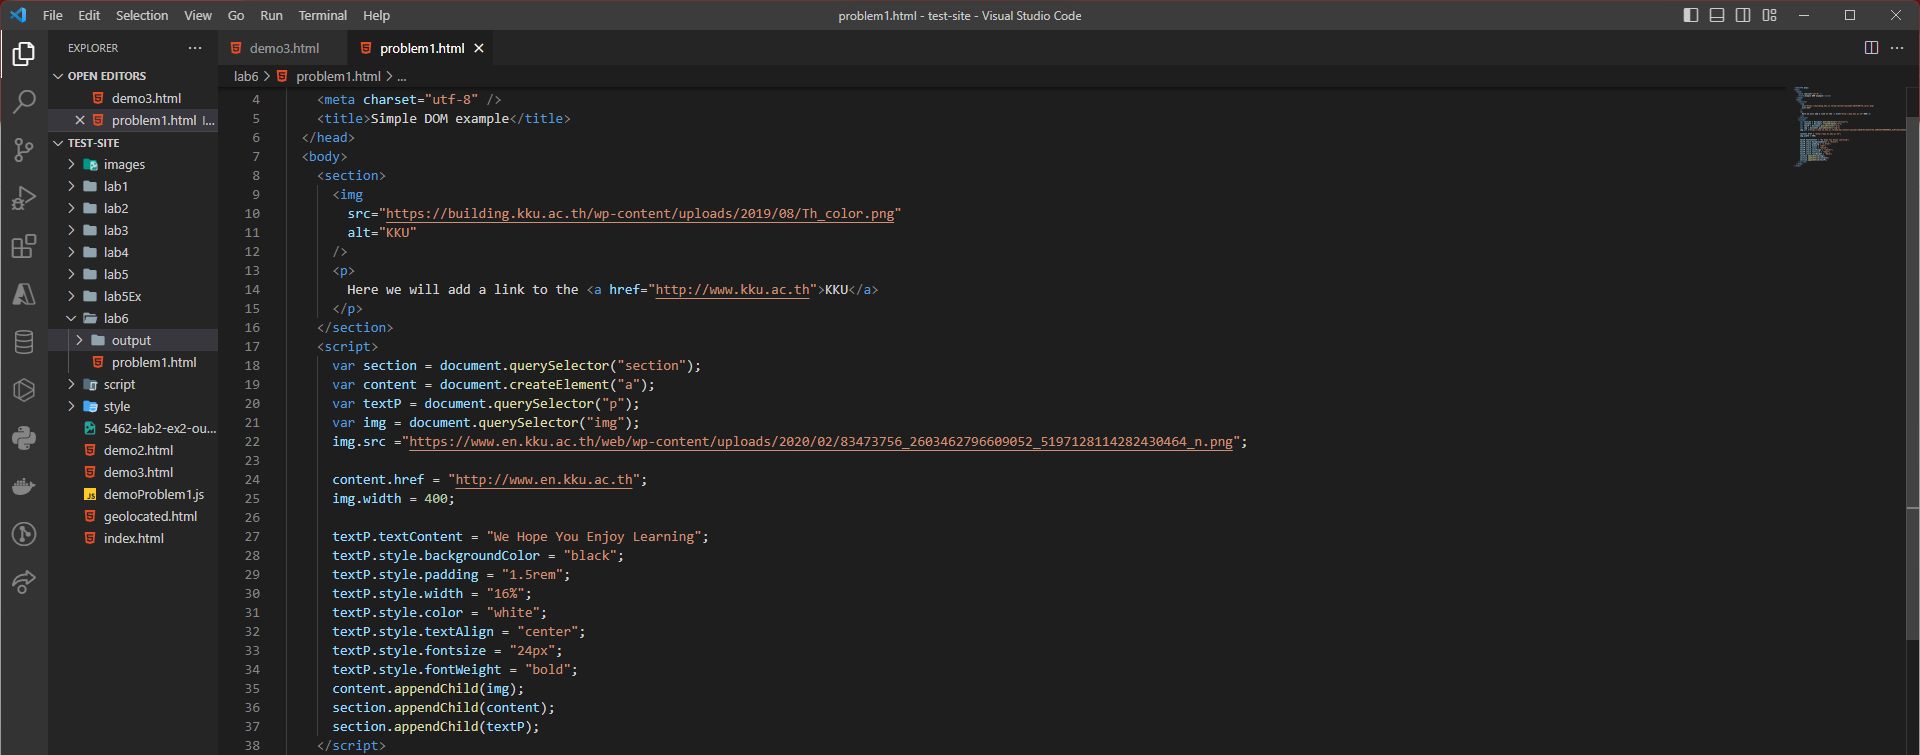 File Edit Selection View Go Run Terminal Help
problem1.html - test-site - Visual Studio Code
EXPLORER
OPEN EDITORS
demo3.html
problem1.html l...
TEST-SITE
images
lab1
lab2
lab3
lab4
lab5
lab5Ex
lab6
output
problem1.html
script
style
5462-lab2-ex2-ou...
demo2.html
demo3.html
JS demoProblem1.js
geolocated.html
index.html
demo3.html
problem1.html
lab6 > problem1.html > ...
4 <meta charset="utf-8" />
5 <title>Simple DOM example</title>
6 </head>
7 <body>
8 <section>
9 <img
10 src="https://building.kku.ac.th/wp-content/uploads/2019/08/Th_color.png"
11 alt="KKU"
12 />
13 <p>
14 Here we will add a link to the <a href="http://www.kku.ac.th">KKU</a>
15 </p>
16 </section>
17 <script>
18 var section = document.querySelector("section");
19 var content = document.createElement("a");
20 var textP = document.querySelector("p");
21 var img = document.querySelector("img");
22 img.src ="https://www.en.kku.ac.th/web/wp-content/uploads/2020/02/83473756_2603462796609052_5197128114282430464_n.png";
23
24 content.href = "http://www.en.kku.ac.th";
25 img.width = 400;
26
27 textP.textContent = "We Hope You Enjoy Learning";
28 textP.style.backgroundColor = "black";
29 textP.style.padding = "1.5rem";
30 textP.style.width = "16%";
31 textP.style.color = "white";
32 textP.style.textAlign = "center";
33 textP.style.fontsize = "24px";
34 textP.style.fontWeight = "bold";
35 content.appendChild(img);
36 section.appendChild(content);
37 section.appendChild(textP);
38 </script>